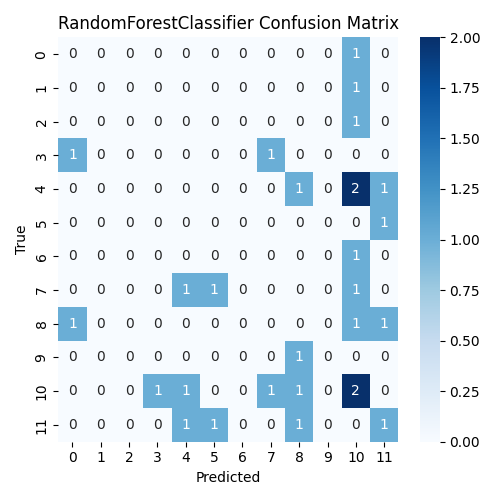 RandomForestClassifier Confusion Matrix
0 0 0 0 0 0 0 0 0 0 0 1 0
1 0 0 0 0 0 0 0 0 0 0 1 0
2 0 0 0 0 0 0 0 0 0 0 1 0
3 1 0 0 0 0 0 0 1 0 0 0 0
4 0 0 0 0 0 0 0 0 1 0 2 1
5 0 0 0 0 0 0 0 0 0 0 0 1
6 0 0 0 0 0 0 0 0 0 0 1 0
7 0 0 0 0 1 1 0 0 0 0 1 0
8 1 0 0 0 0 0 0 0 0 0 1 1
9 0 0 0 0 0 0 0 0 1 0 0 0
10 0 0 0 1 1 0 0 1 1 0 2 0
11 0 0 0 0 1 1 0 0 1 0 0 1
0 1 2 3 4 5 6 7 8 9 10 11
True
Predicted
2.00
1.75
1.50
1.25
1.00
0.75
0.50
0.25
0.00